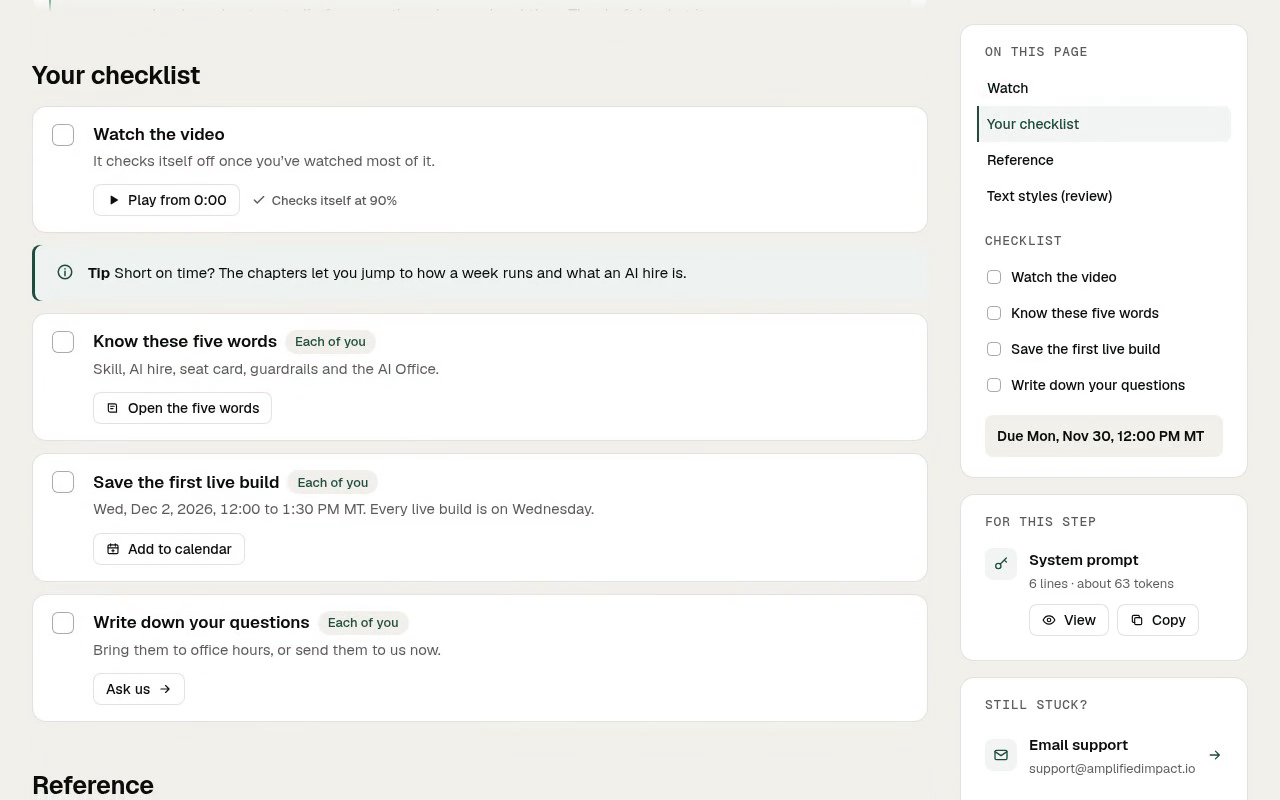 Your checklist
Watch the video
It checks itself off once you've watched most of it.
Play from 0:00
Checks itself at 90%
Tip Short on time? The chapters let you jump to how a week runs and what an AI hire is.
Know these five words
Each of you
Skill, AI hire, seat card, guardrails and the AI Office.
Open the five words
Save the first live build
Each of you
Wed, Dec 2, 2026, 12:00 to 1:30 PM MT. Every live build is on Wednesday.
Add to calendar
Write down your questions
Each of you
Bring them to office hours, or send them to us now.
Ask us
Reference
ON THIS PAGE
Watch
Your checklist
Reference
Text styles (review)
CHECKLIST
Watch the video
Know these five words
Save the first live build
Write down your questions
Due Mon, Nov 30, 12:00 PM MT
FOR THIS STEP
System prompt
6 lines · about 63 tokens
View
Copy
STILL STUCK?
Email support
support@amplifiedimpact.io